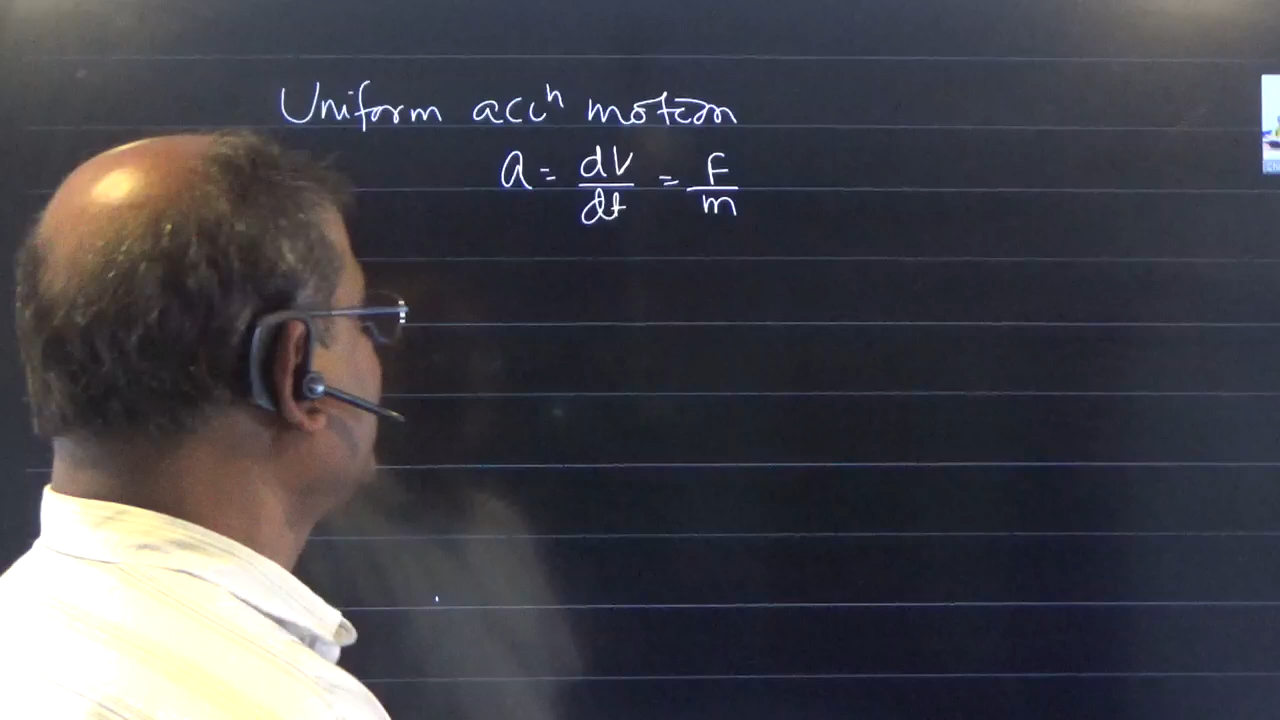 Uniform accⁿ motion
a = dv/dt = F/m